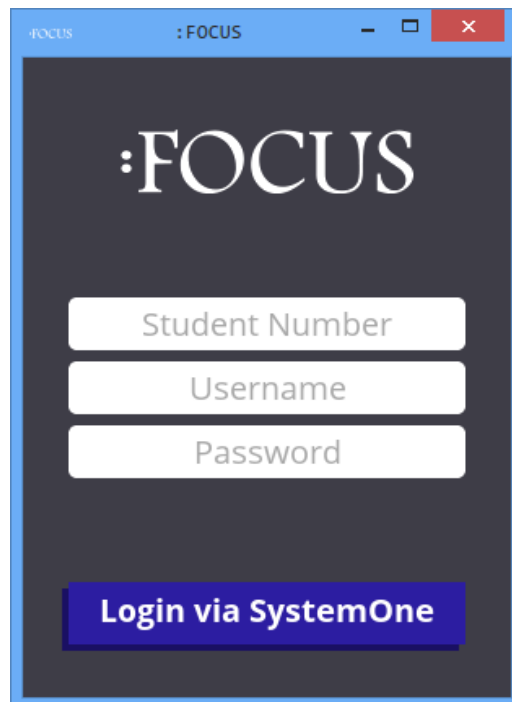 :FOCUS :FOCUS
:FOCUS
Student Number
Username
Password
Login via SystemOne